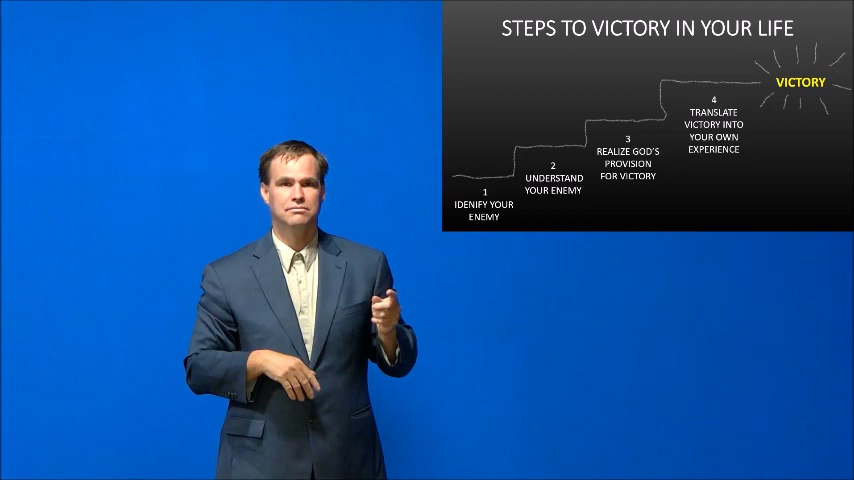 STEPS TO VICTORY IN YOUR LIFE
VICTORY
4
TRANSLATE
VICTORY INTO
YOUR OWN
EXPERIENCE
3
REALIZE GOD'S
PROVISION
FOR VICTORY
2
UNDERSTAND
YOUR ENEMY
1
IDENIFY YOUR
ENEMY